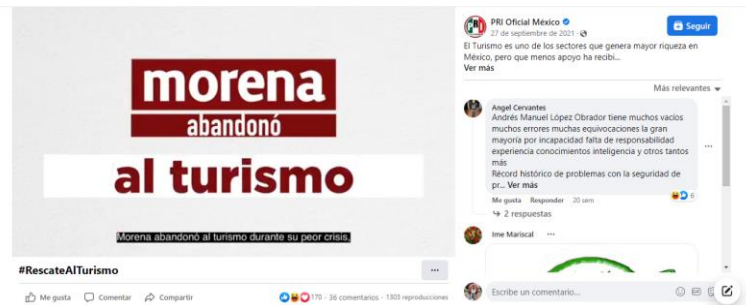 morena
abandonó
al turismo
Morena abandonó al turismo durante su peor crisis,
#RescateAlTurismo
...
Me gusta Comentar Compartir
170 · 36 comentarios · 1303 reproducciones
PRI Oficial México
27 de septiembre de 2021 ·
Seguir
El Turismo es uno de los sectores que genera mayor riqueza en
México, pero que menos apoyo ha recibi...
Ver más
Más relevantes
Angel Cervantes
Andrés Manuel López Obrador tiene muchos vacíos
muchos errores muchas equivocaciones la gran
mayoría por incapacidad falta de responsabilidad
experiencia conocimientos inteligencia y otros tantos
más
Récord histórico de problemas con la seguridad de
pr... Ver más
Me gusta Responder 20 sem
6
2 respuestas
Ime Mariscal ...
Escribe un comentario...